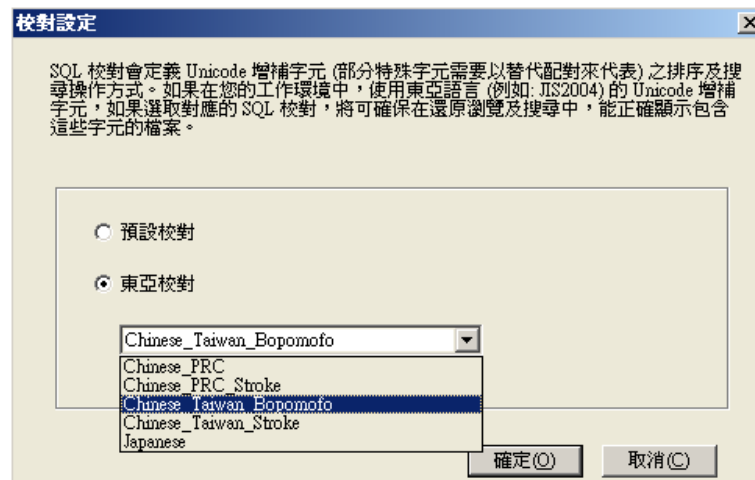 校對設定
SQL 校對會定義 Unicode 增補字元 (部分特殊字元需要以替代配對來代表) 之排序及搜
尋操作方式。如果在您的工作環境中，使用東亞語言 (例如: JIS2004) 的 Unicode 增補
字元，如果選取對應的 SQL 校對，將可確保在還原瀏覽及搜尋中，能正確顯示包含
這些字元的檔案。
預設校對
東亞校對
Chinese_Taiwan_Bopomofo
Chinese_PRC
Chinese_PRC_Stroke
Chinese_Taiwan_Bopomofo
Chinese_Taiwan_Stroke
Japanese
確定(O)
取消(C)